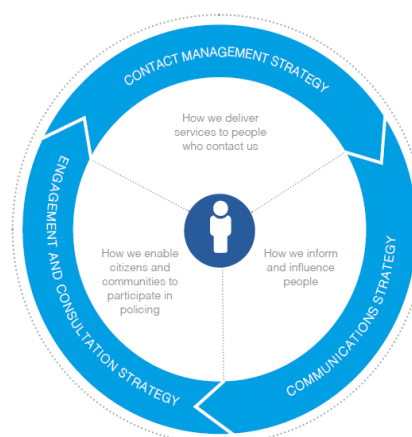 CONTACT MANAGEMENT STRATEGY
How we deliver
services to people
who contact us
How we enable
citizens and
communities to
participate in
policing
How we inform
and influence
people
ENGAGEMENT AND CONSULTATION STRATEGY
COMMUNICATIONS STRATEGY